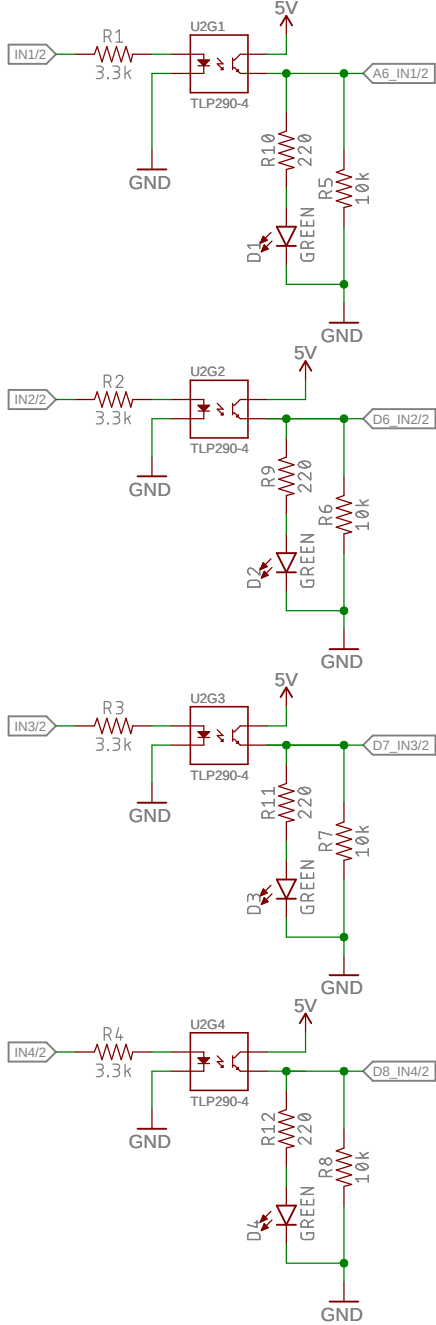 5V
U2G1
IN1/2
R1
3.3k
TLP290-4
A6_IN1/2
GND
R10
220
R5
10k
D1
GREEN
GND
5V
U2G2
IN2/2
R2
3.3k
TLP290-4
D6_IN2/2
GND
R9
220
R6
10k
D2
GREEN
GND
5V
U2G3
IN3/2
R3
3.3k
TLP290-4
D7_IN3/2
GND
R11
220
R7
10k
D3
GREEN
GND
5V
U2G4
IN4/2
R4
3.3k
TLP290-4
D8_IN4/2
GND
R12
220
R8
10k
D4
GREEN
GND